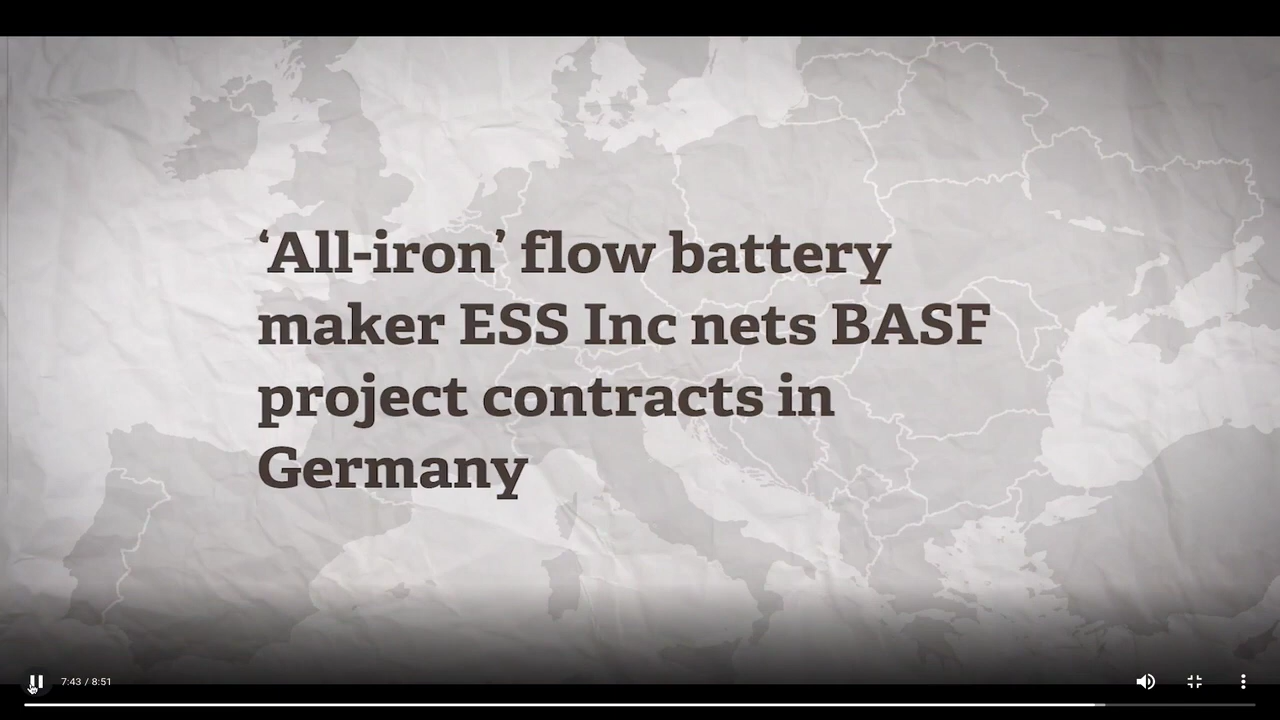 ‘All-iron’ flow battery
maker ESS Inc nets BASF
project contracts in
Germany
7:43 / 8:51